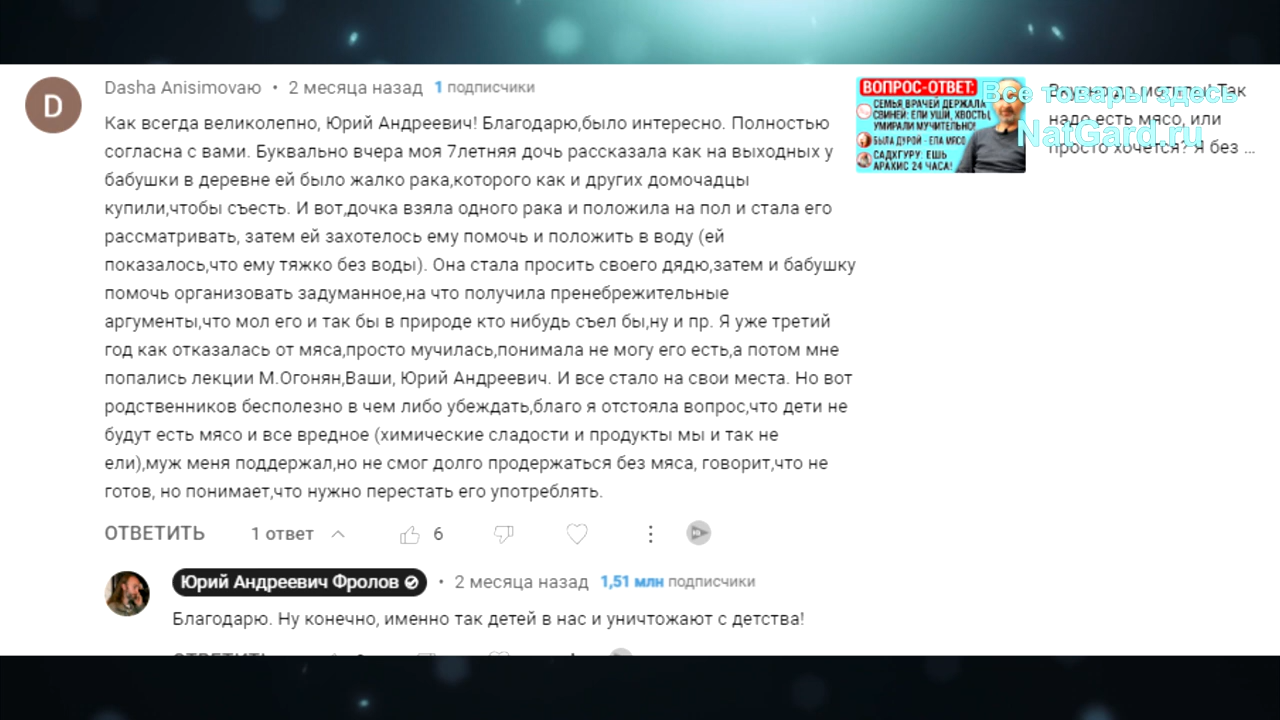 D
Dasha Anisimovaю • 2 месяца назад 1 подписчики
Как всегда великолепно, Юрий Андреевич! Благодарю,было интересно. Полностью
согласна с вами. Буквально вчера моя 7летняя дочь рассказала как на выходных у
бабушки в деревне ей было жалко рака,которого как и других домочадцы
купили,чтобы съесть. И вот,дочка взяла одного рака и положила на пол и стала его
рассматривать, затем ей захотелось ему помочь и положить в воду (ей
показалось,что ему тяжко без воды). Она стала просить своего дядю,затем и бабушку
помочь организовать задуманное,на что получила пренебрежительные
аргументы,что мол его и так бы в природе кто нибудь съел бы,ну и пр. Я уже третий
год как отказалась от мяса,просто мучилась,понимала не могу его есть,а потом мне
попались лекции М.Огонян,Ваши, Юрий Андреевич. И все стало на свои места. Но вот
родственников бесполезно в чем либо убеждать,благо я отстояла вопрос,что дети не
будут есть мясо и все вредное (химические сладости и продукты мы и так не
ели),муж меня поддержал,но не смог долго продержаться без мяса, говорит,что не
готов, но понимает,что нужно перестать его употреблять.
ОТВЕТИТЬ 1 ответ 6
Юрий Андреевич Фролов • 2 месяца назад 1,51 млн подписчики
Благодарю. Ну конечно, именно так детей в нас и уничтожают с детства!
ОТВЕТИТЬ
ВОПРОС-ОТВЕТ:
СЕМЬЯ ВРАЧЕЙ ДЕРЖАЛА
СВИНЕЙ: ЕЛИ УШИ, ХВОСТЫ,
УМИРАЛИ МУЧИТЕЛЬНО!
БЫЛА ДУРОЙ - ЕЛА МЯСО
САДХГУРУ: ЕШЬ
АРАХИС 24 ЧАСА!
Вкусно до могилы! Так
надо есть мясо, или
просто хочется? Я без ...
Все товары здесь
NatGard.ru